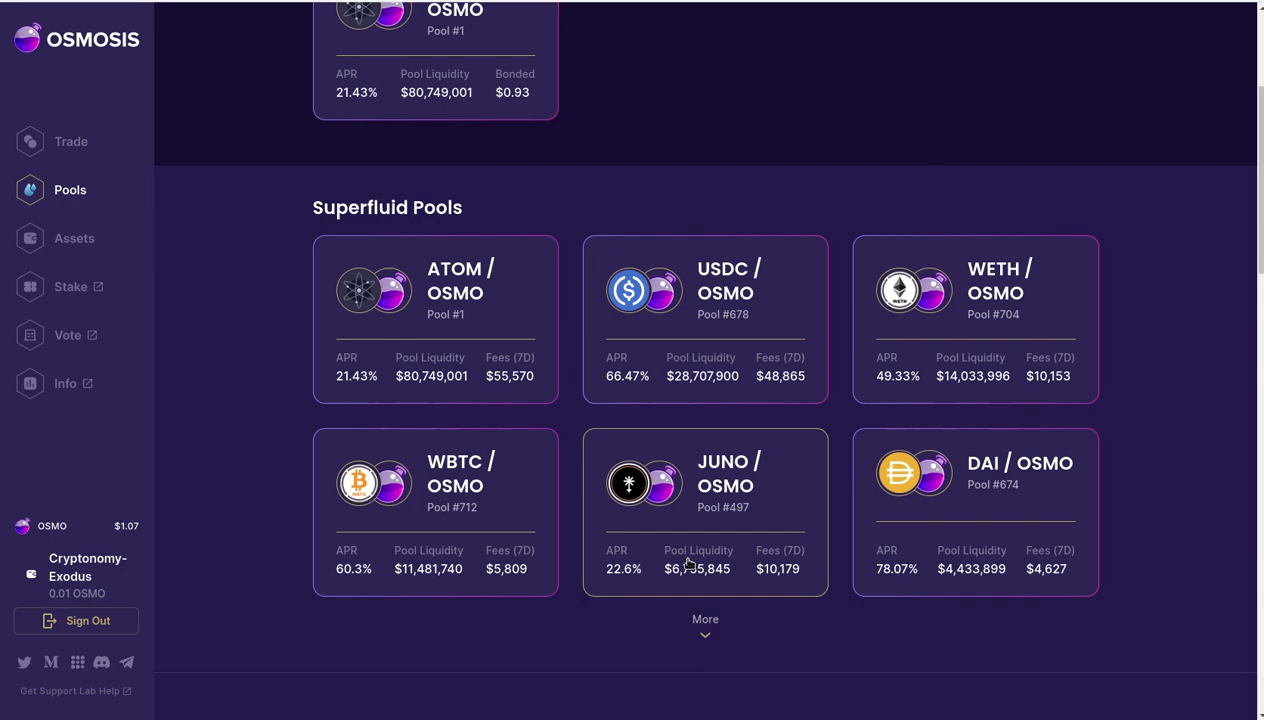 OSMOSIS
Trade
Pools
Assets
Stake
Vote
Info
OSMO $1.07
Cryptonomy-
Exodus
0.01 OSMO
Sign Out
Get Support Lab Help
OSMO
Pool #1
APR Pool Liquidity Bonded
21.43% $80,749,001 $0.93
Superfluid Pools
ATOM /
OSMO
Pool #1
APR Pool Liquidity Fees (7D)
21.43% $80,749,001 $55,570
USDC /
OSMO
Pool #678
APR Pool Liquidity Fees (7D)
66.47% $28,707,900 $48,865
WETH /
OSMO
Pool #704
APR Pool Liquidity Fees (7D)
49.33% $14,033,996 $10,153
WBTC /
OSMO
Pool #712
APR Pool Liquidity Fees (7D)
60.3% $11,481,740 $5,809
JUNO /
OSMO
Pool #497
APR Pool Liquidity Fees (7D)
22.6% $10,179
DAI / OSMO
Pool #674
APR Pool Liquidity Fees (7D)
78.07% $4,433,899 $4,627
More